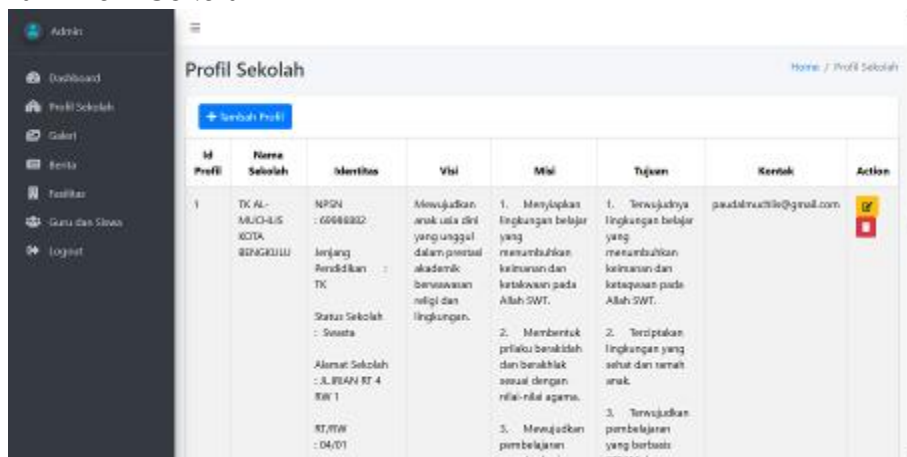 Admin
Dashboard
Profil Sekolah
Galeri
Berita
Fasilitas
Guru dan Siswa
Logout
Profil Sekolah
Home / Profil Sekolah
+ Tambah Profil
Id Profil
Nama Sekolah
Identitas
Visi
Misi
Tujuan
Kontak
Action
1
TK AL-
MUCHLIS
KOTA
BENGKULU
NPSN
Jenjang
Pendidikan :
TK
Status Sekolah
: Swasta
Alamat Sekolah
: JL. IRIAN RT 4
RW 1
RT/RW
: 04/01
Mewujudkan
anak usia dini
yang unggul
dalam prestasi
akademik
berwawasan
religi dan
lingkungan.
1. Menyiapkan
lingkungan belajar
yang
menumbuhkan
keimanan dan
ketakwaan pada
Allah SWT.
2. Membentuk
prilaku berakidah
dan berakhlak
sesuai dengan
nilai-nilai agama.
3. Mewujudkan
pembelajaran
1. Terwujudnya
lingkungan belajar
yang
menumbuhkan
keimanan dan
ketaqwaan pada
Allah SWT.
2. Terciptakan
lingkungan yang
sehat dan ramah
anak.
3. Terwujudkan
pembelajaran
yang berbasis